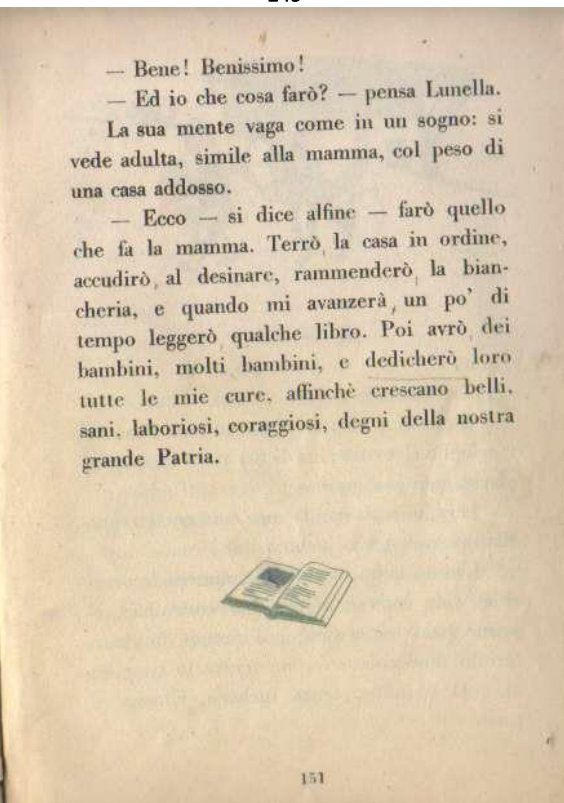 — Bene! Benissimo!
— Ed io che cosa farò? — pensa Lunella.
La sua mente vaga come in un sogno: si
vede adulta, simile alla mamma, col peso di
una casa addosso.
— Ecco — si dice alfine — farò quello
che fa la mamma. Terrò la casa in ordine,
accudirò al desinare, rammenderò la bian-
cheria, e quando mi avanzerà un po' di
tempo leggerò qualche libro. Poi avrò dei
bambini, molti bambini, e dedicherò loro
tutte le mie cure, affinchè crescano belli,
sani, laboriosi, coraggiosi, degni della nostra
grande Patria.
151